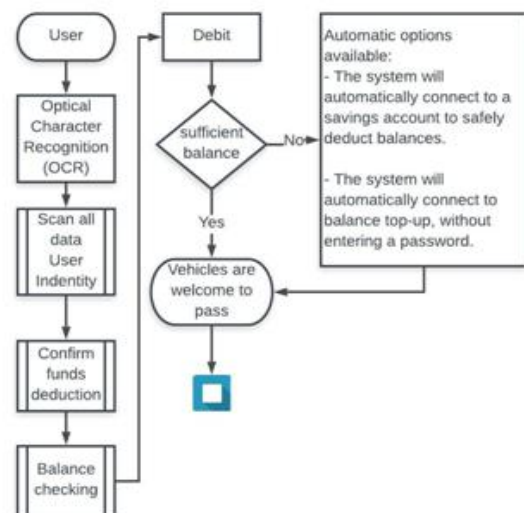 User
Optical
Character
Recognition
(OCR)
Scan all
data
User
Indentity
Confirm
funds
deduction
Balance
checking
Debit
sufficient
balance
No
Yes
Automatic options
available:
- The system will
automatically connect to a
savings account to safely
deduct balances.
- The system will
automatically connect to
balance top-up, without
entering a password.
Vehicles are
welcome to
pass